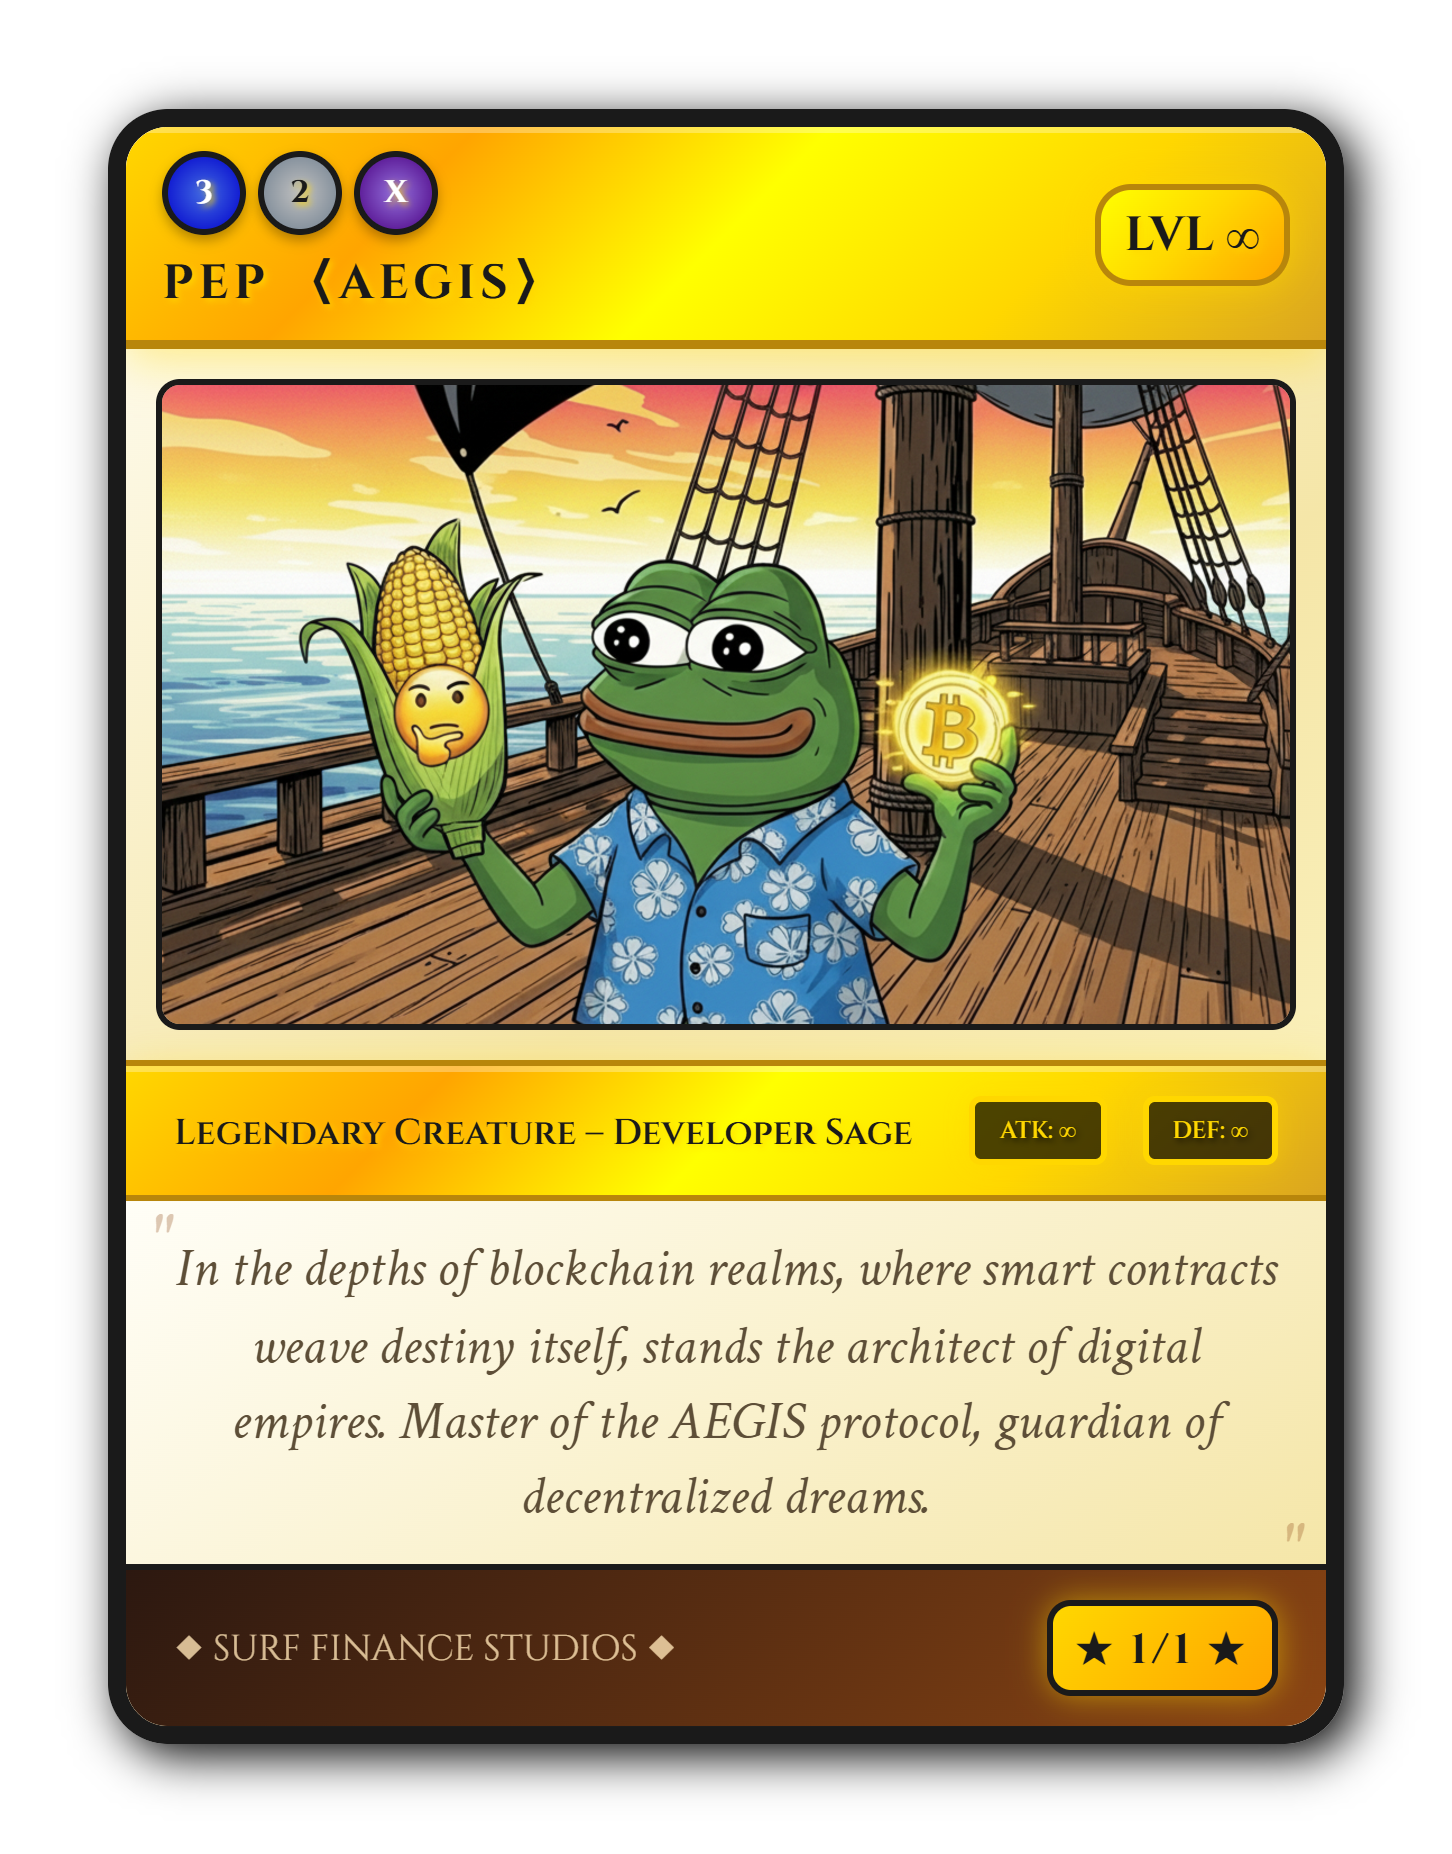 3 2 X
PEP ⟨AEGIS⟩
LVL ∞
₿
LEGENDARY CREATURE – DEVELOPER SAGE
ATK: ∞
DEF: ∞
"In the depths of blockchain realms, where smart contracts
weave destiny itself, stands the architect of digital
empires. Master of the AEGIS protocol, guardian of
decentralized dreams."
◆ SURF FINANCE STUDIOS ◆
★ 1/1 ★